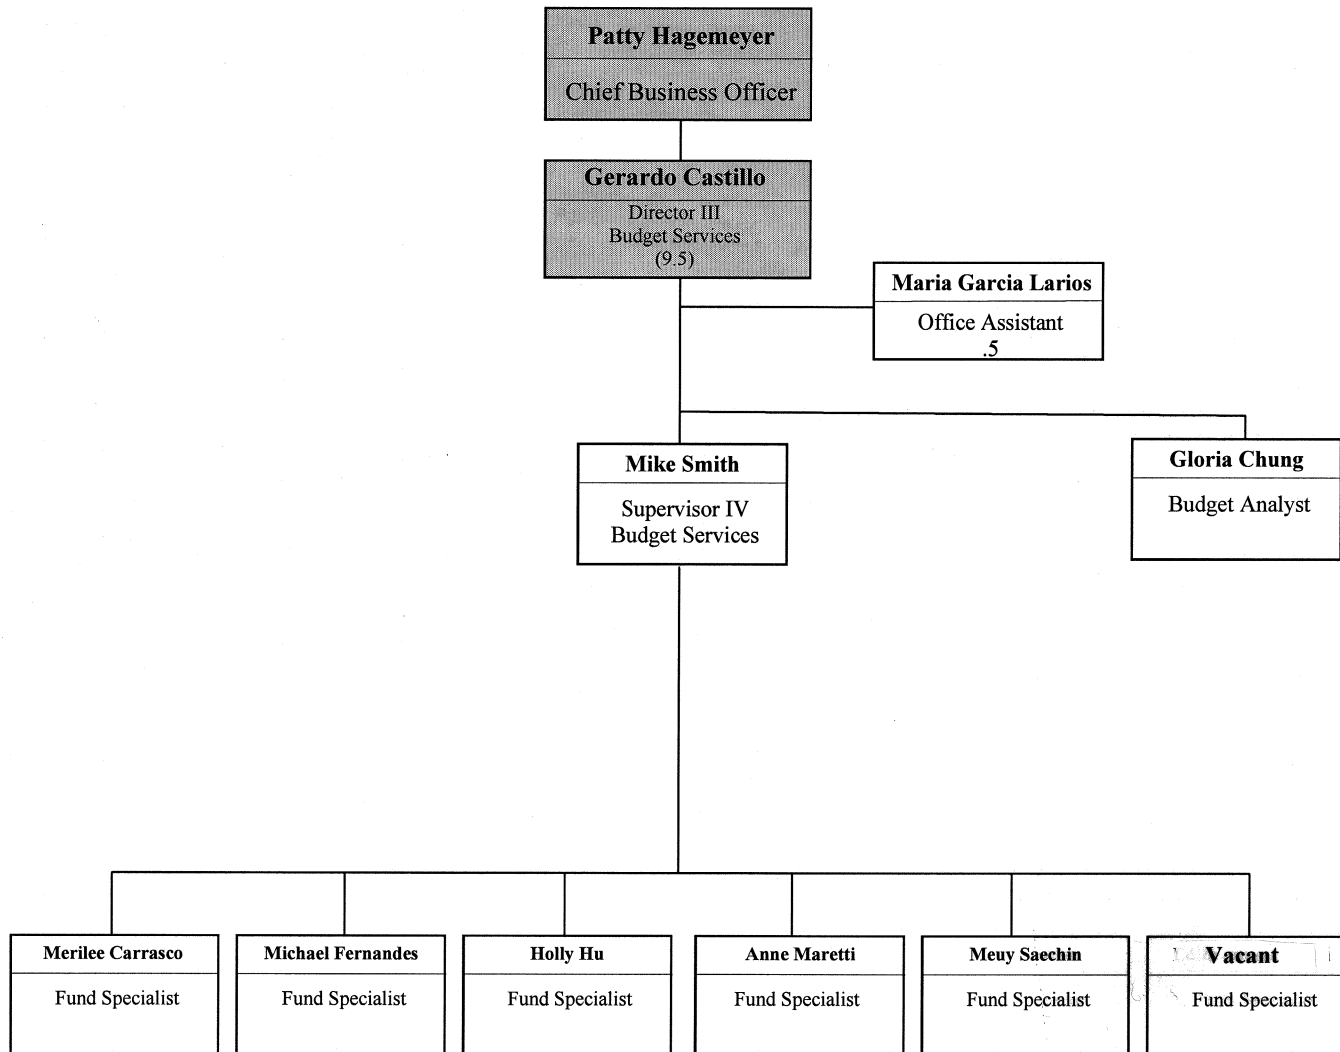 Patty Hagemeyer
Chief Business Officer
Gerardo Castillo
Director III
Budget Services
(9.5)
Maria Garcia Larios
Office Assistant
.5
Mike Smith
Supervisor IV
Budget Services
Gloria Chung
Budget Analyst
Merilee Carrasco
Fund Specialist
Michael Fernandes
Fund Specialist
Holly Hu
Fund Specialist
Anne Maretti
Fund Specialist
Meuy Saechin
Fund Specialist
Vacant
Fund Specialist